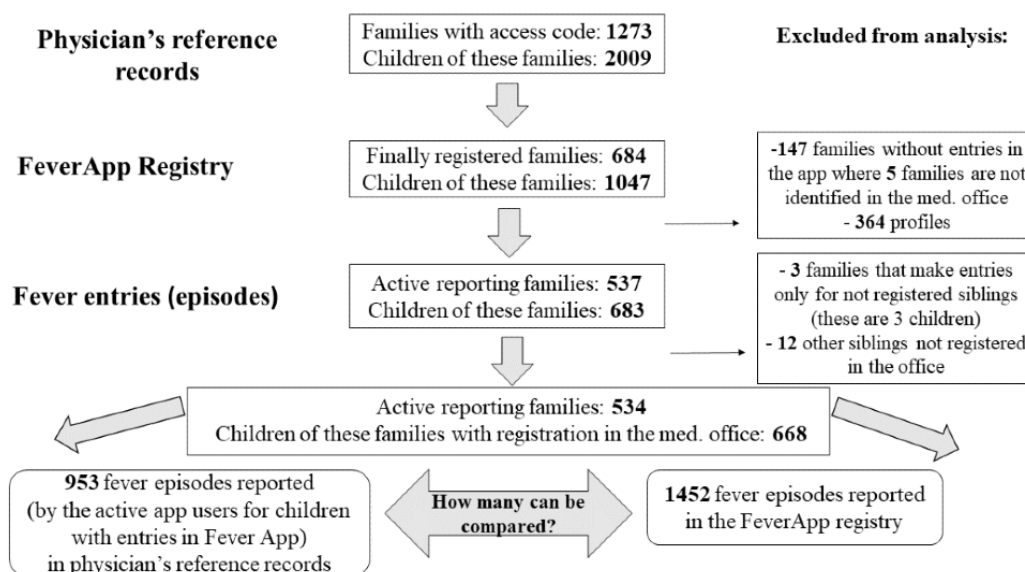 Physician's reference
records
Families with access code: 1273
Children of these families: 2009
Excluded from analysis:
FeverApp Registry
Finally registered families: 684
Children of these families: 1047
-147 families without entries in
the app where 5 families are not
identified in the med. office
- 364 profiles
Fever entries (episodes)
Active reporting families: 537
Children of these families: 683
- 3 families that make entries
only for not registered siblings
(these are 3 children)
- 12 other siblings not registered
in the office
Active reporting families: 534
Children of these families with registration in the med. office: 668
953 fever episodes reported
(by the active app users for children
with entries in Fever App)
in physician's reference records
How many can be
compared?
1452 fever episodes reported
in the FeverApp registry